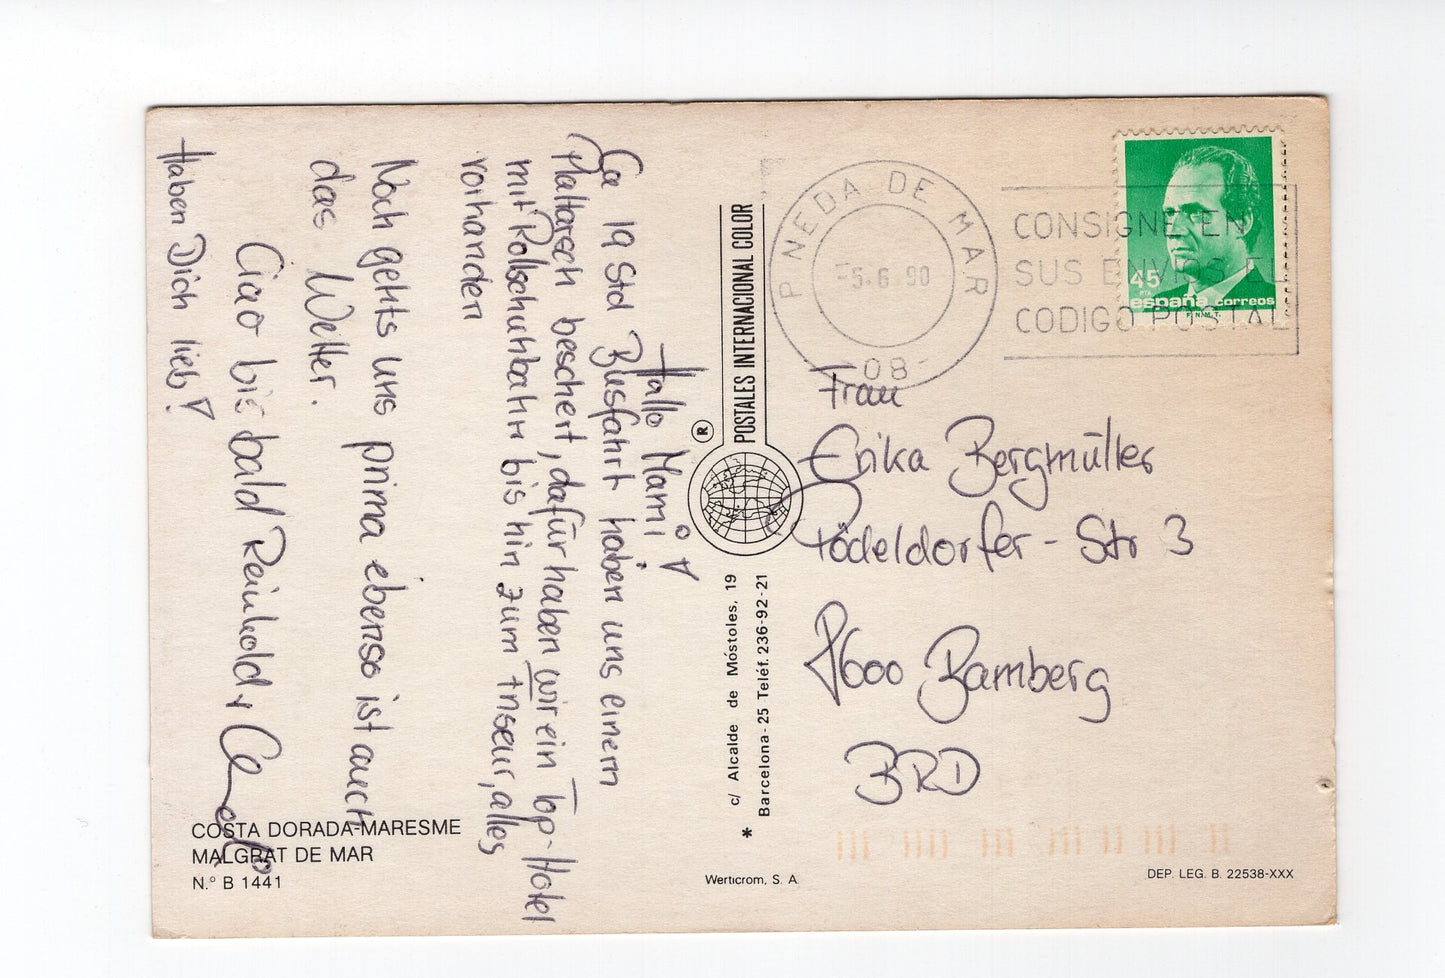 Hallo Mami!
Ca 19 Std Busfahrt haben uns einem
Plattarsch beschert, dafür haben wir ein Top-Hotel
mit Rollschuhbahn bis hin zum Friseur, alles
vorhanden
Noch gehts uns prima ebenso ist auch
das Wetter.
Ciao bis bald Reinhold +
Haben Dich lieb!
COSTA DORADA-MARESME
MALGRAT DE MAR
N.º B 1441
POSTALES INTERNACIONAL COLOR
R
c/ Alcalde de Móstoles, 19
Barcelona-25 Teléf. 236-92-21
*
Werticrom, S. A.
PINEDA DE MAR
-5.6.90
-08-
CONSIGNE EN
SUS ENVIOS EL
CODIGO POSTAL
45
PTA
españa correos
F.N.M.T.
Frau
Erika Bergmüller
Pödeldorfer-Str 3
8600 Bamberg
BRD
DEP. LEG. B. 22538-XXX